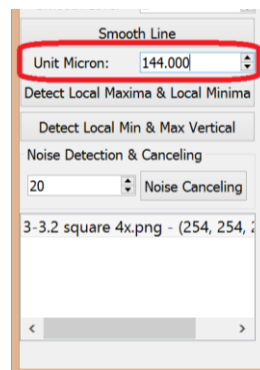 Smooth Line
Unit Micron: 144.000
Detect Local Maxima & Local Minima
Detect Local Min & Max Vertical
Noise Detection & Canceling
20 Noise Canceling
3-3.2 square 4x.png - (254, 254, 2